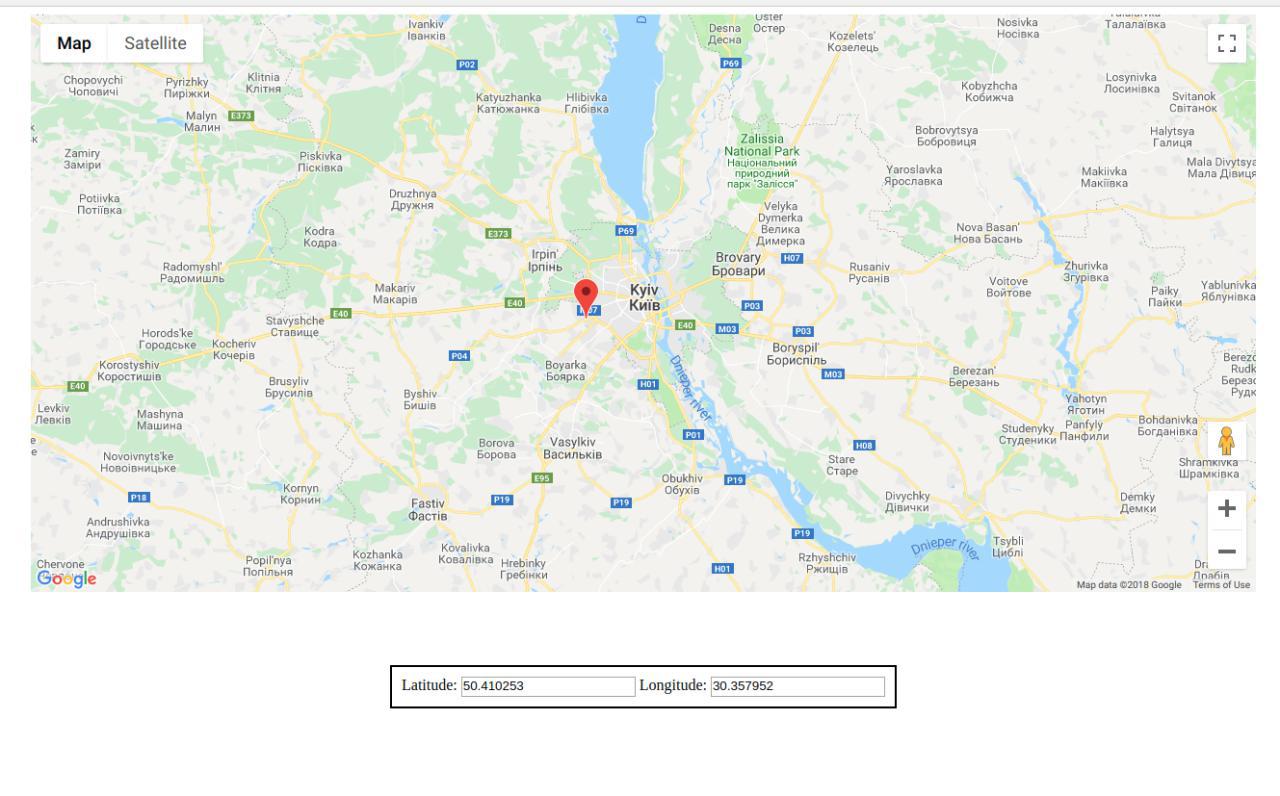 Ivankiv
Іванків
Desna
Десна
Oster
Остер
Kozelets'
Козелець
Nosivka
Носівка
Талалаївка
Map
Satellite
P02
P69
Chopovychi
Чоповичі
Pyrizhky
Пиріжки
Klitnia
Клітня
Losynivka
Лосинівка
Kobyzhcha
Кобижча
Svitanok
Світанок
Katyuzhanka
Катюжанка
Hlibivka
Глібівка
E373
Malyn
Малин
Bobrovytsya
Бобровиця
Halytsya
Галиця
Zalissia
National Park
Національний
природний
парк "Залісся"
Zamiry
Заміри
Piskivka
Пісківка
Mala Divytsya
Мала Дівиця
Yaroslavka
Ярославка
Makiivka
Макіївка
Potiivka
Потіївка
Druzhnya
Дружня
Velyka
Dymerka
Велика
Димерка
Kodra
Кодра
E373
P69
Nova Basan'
Нова Басань
Irpin'
Ірпінь
Brovary
Бровари
H07
Radomyshl'
Радомишль
Rusaniv
Русанів
Zhurivka
Згурівка
Voitove
Войтове
Makariv
Макарів
Kyiv
Київ
Paiky
Пайки
Yablunivka
Яблунівка
E40
E40
P03
Stavyshche
Ставище
E40
M03
P03
Horods'ke
Городське
Kocheriv
Кочерів
P04
Boryspil'
Бориспіль
Korostyshiv
Коростишів
Boyarka
Боярка
M03
Berezan'
Березань
E40
H01
Dnieper river
Brusyliv
Брусилів
Byshiv
Бишів
Yahotyn
Яготин
Levkiv
Левків
Mashyna
Машина
Bohdanivka
Богданівка
P01
Studenyky
Студеники
Panfyly
Панфили
Borova
Борова
Vasylkiv
Васильків
H08
Novoivnyts'ke
Новоівницьке
Stare
Старе
Shramkivka
Шрамківка
E95
Obukhiv
Обухів
P19
Kornyn
Корнин
P18
P19
P19
Divychky
Дівички
Demky
Демки
Fastiv
Фастів
Andrushivka
Андрушівка
P19
Dnieper river
Tsybli
Циблі
Kozhanka
Кожанка
Kovalivka
Ковалівка
Popil'nya
Попільня
Hrebinky
Гребінки
Rzhyshchiv
Ржищів
H01
Chervone
Google
Map data ©2018 Google
Terms of Use
Latitude: 50.410253 Longitude: 30.357952